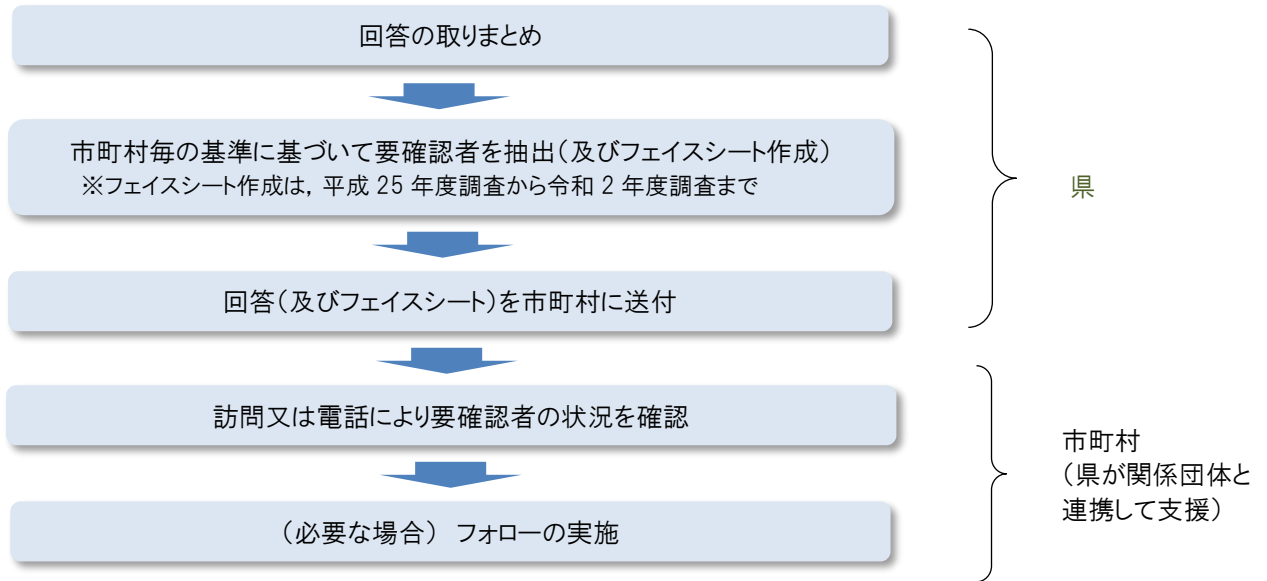 回答の取りまとめ
市町村毎の基準に基づいて要確認者を抽出（及びフェイスシート作成）
※フェイスシート作成は，平成 25 年度調査から令和 2 年度調査まで
県
回答（及びフェイスシート）を市町村に送付
訪問又は電話により要確認者の状況を確認
（必要な場合） フォローの実施
市町村
（県が関係団体と
連携して支援）